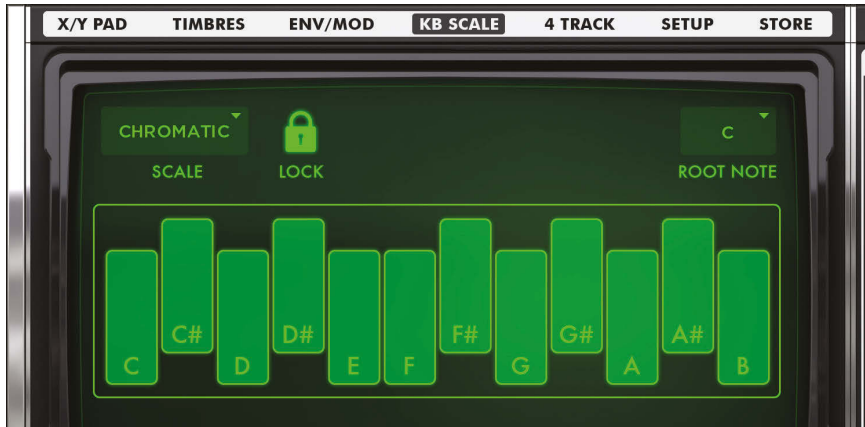 X/Y PAD TIMBRES ENV/MOD KB SCALE 4 TRACK SETUP STORE
CHROMATIC C
SCALE LOCK ROOT NOTE
C# D# F# G# A#
C D E F G A B